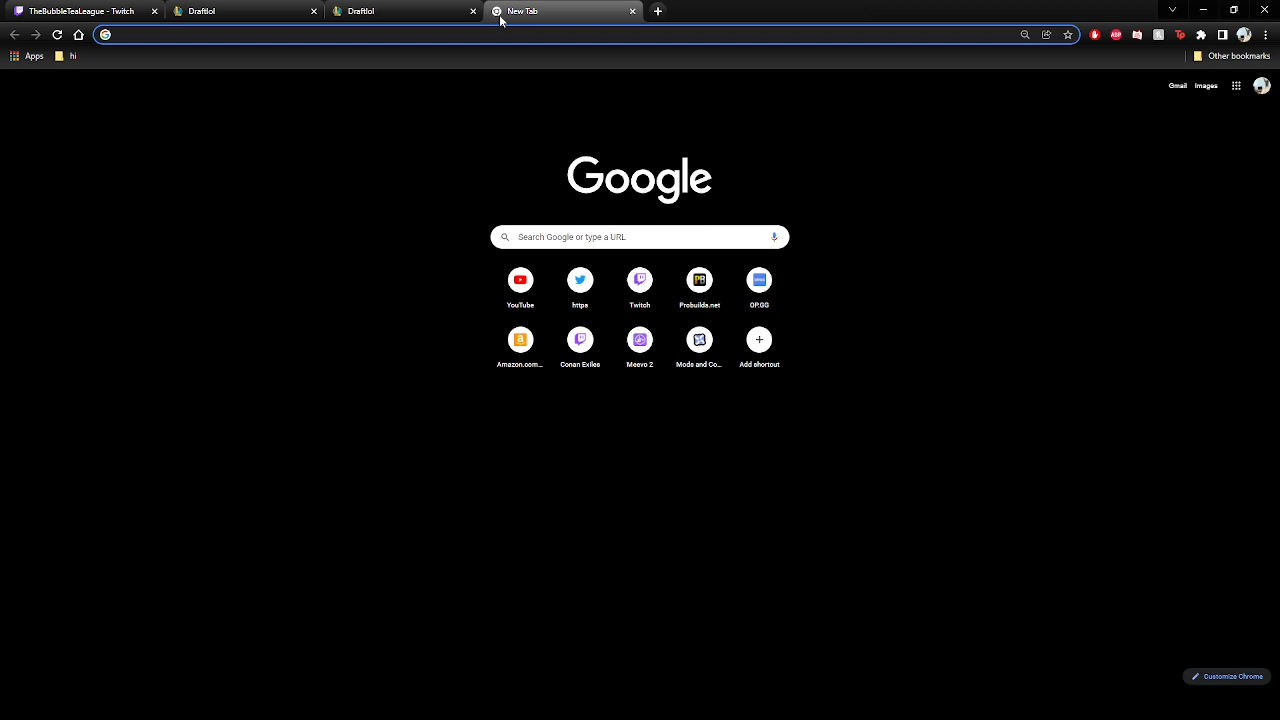 TheBubbleTeaLeague - Twitch
Draftlol
Draftlol
New Tab
Apps
hi
Other bookmarks
Gmail
Images
Google
Search Google or type a URL
YouTube
https
Twitch
Probuilds.net
OP.GG
Amazon.com...
Conan Exiles
Meevo 2
Mods and Co...
Add shortcut
Customize Chrome